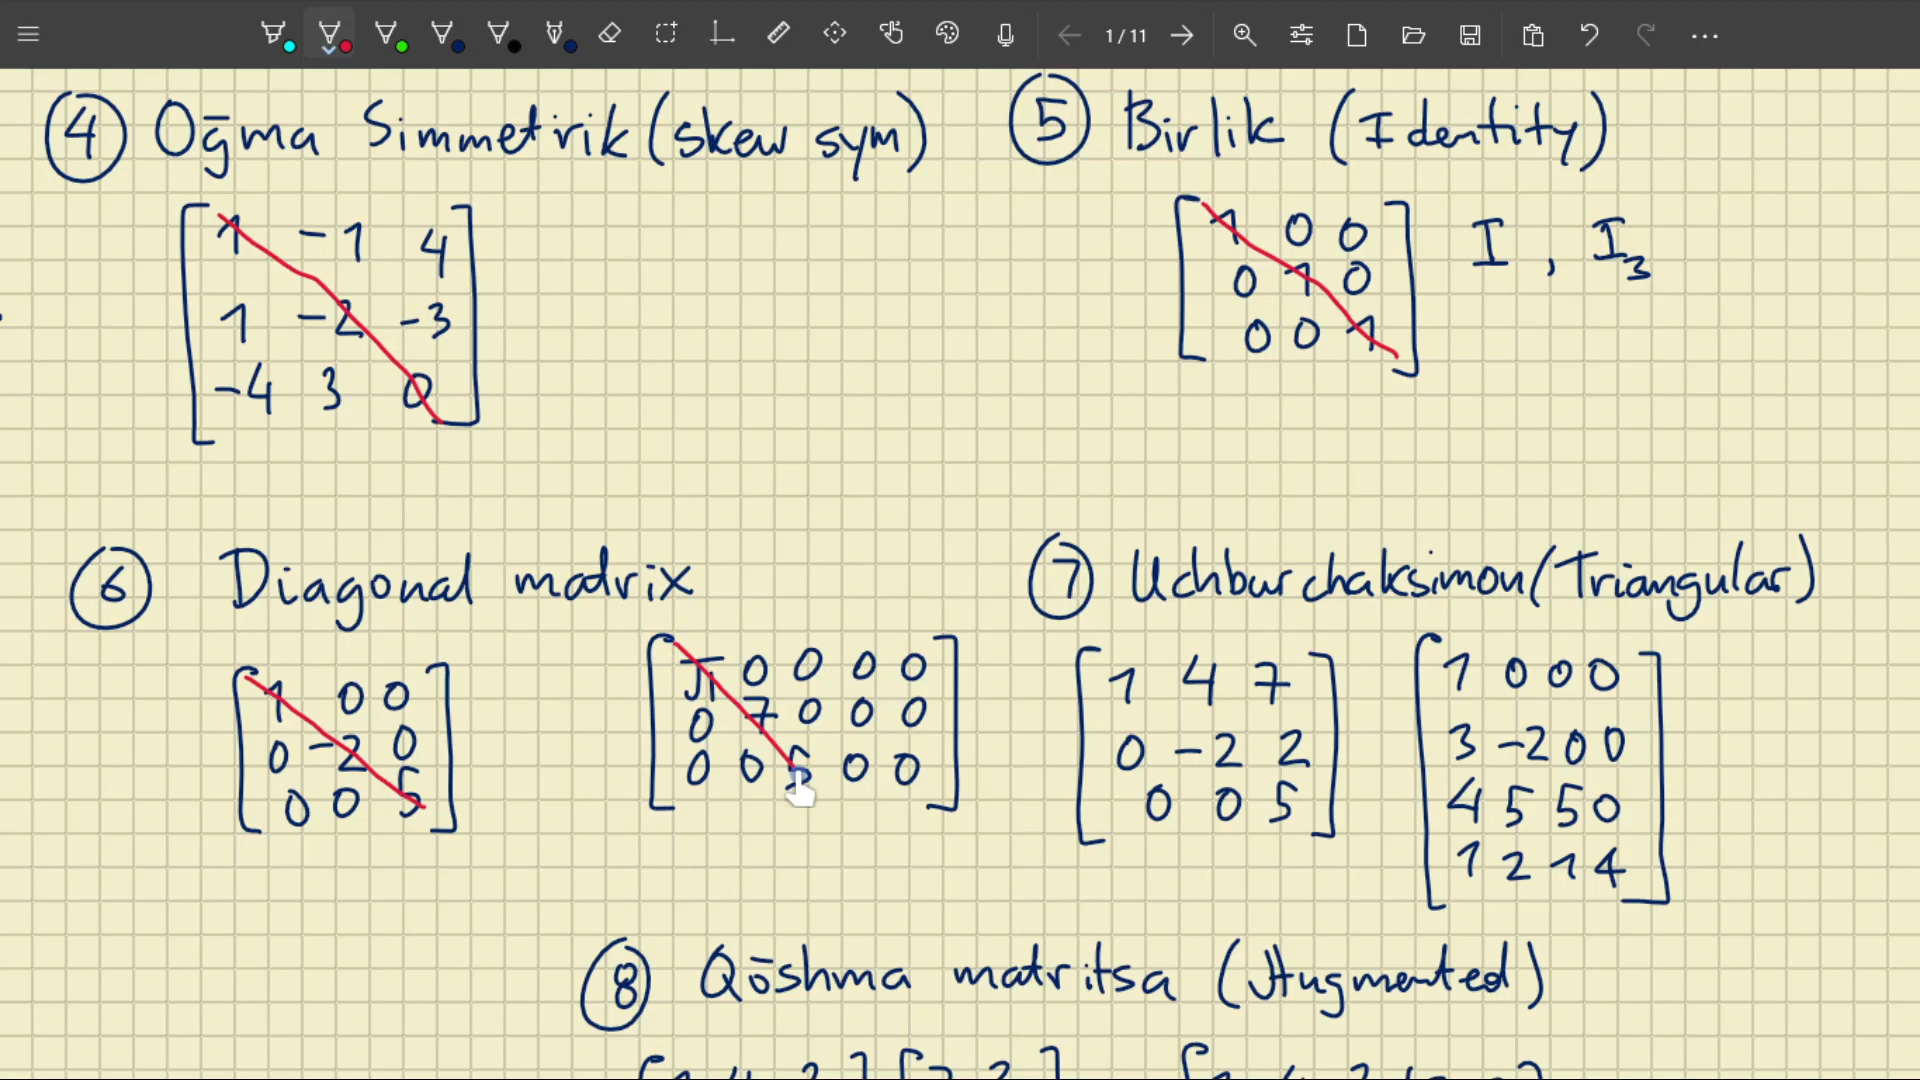 1 / 11
④ Oḡma Simmetrik (skew sym)
1 -1 4
1 -2 -3
-4 3 0
⑤ Birlik (Identity)
1 0 0
0 1 0
0 0 1
I , I₃
⑥ Diagonal matrix
1 0 0
0 -2 0
0 0 5
π 0 0 0 0
0 7 0 0 0
0 0 5 0 0
⑦ Uchburchaksimon (Triangular)
1 4 7
0 -2 2
0 0 5
1 0 0 0
3 -2 0 0
4 5 5 0
1 2 1 4
⑧ Qōshma matritsa (Augmented)